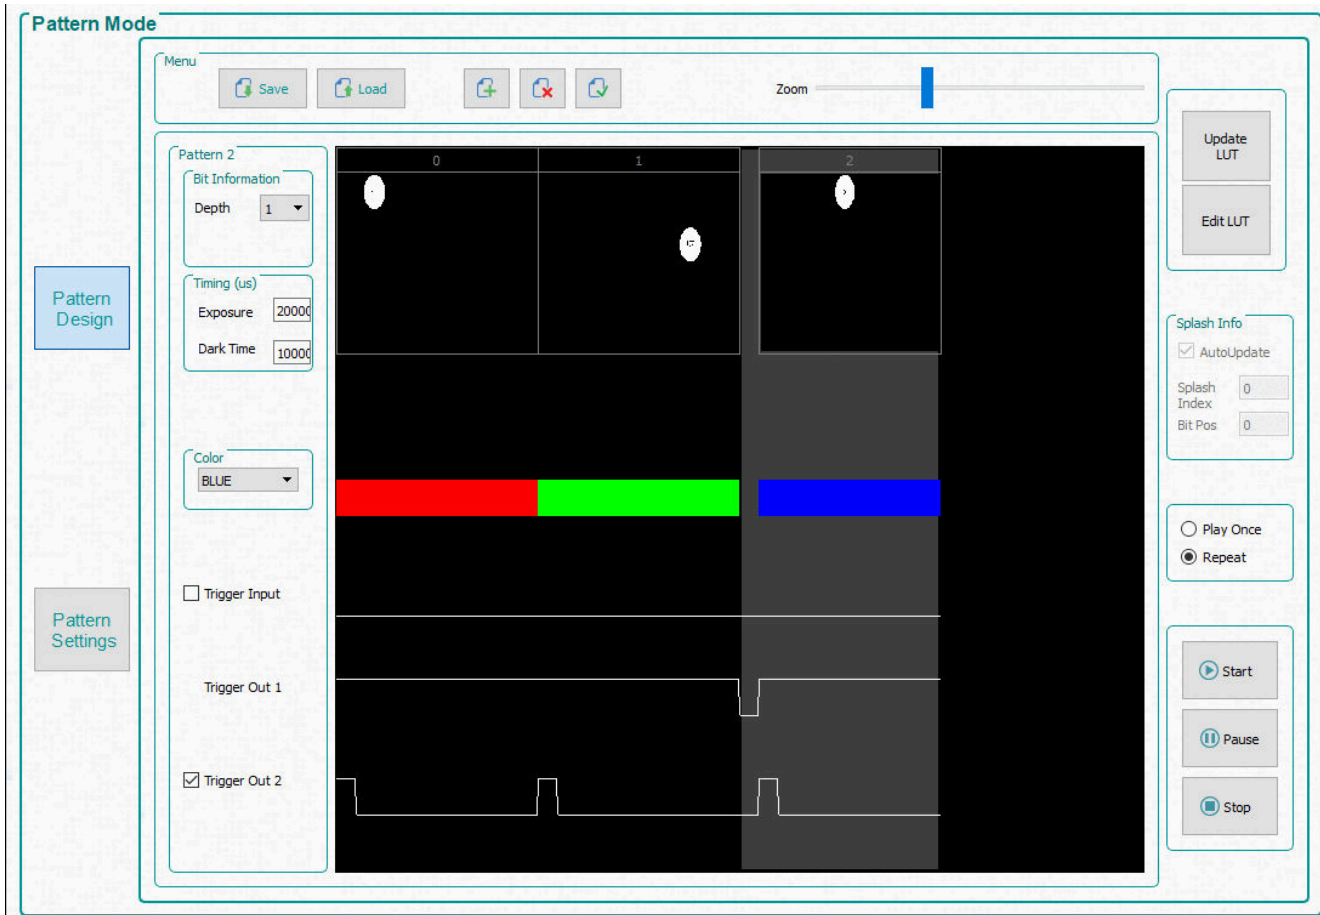 Pattern Mode
Menu
Save
Load
Zoom
Pattern 2
Bit Information
Depth
1
Timing (us)
Exposure
20000
Dark Time
Color
BLUE
Trigger Input
Trigger Out 1
Trigger Out 2
0
1
2
Pattern
Design
Pattern
Settings
Update
LUT
Edit LUT
Splash Info
AutoUpdate
Splash
Index
0
Bit Pos
0
Play Once
Repeat
Start
Pause
Stop